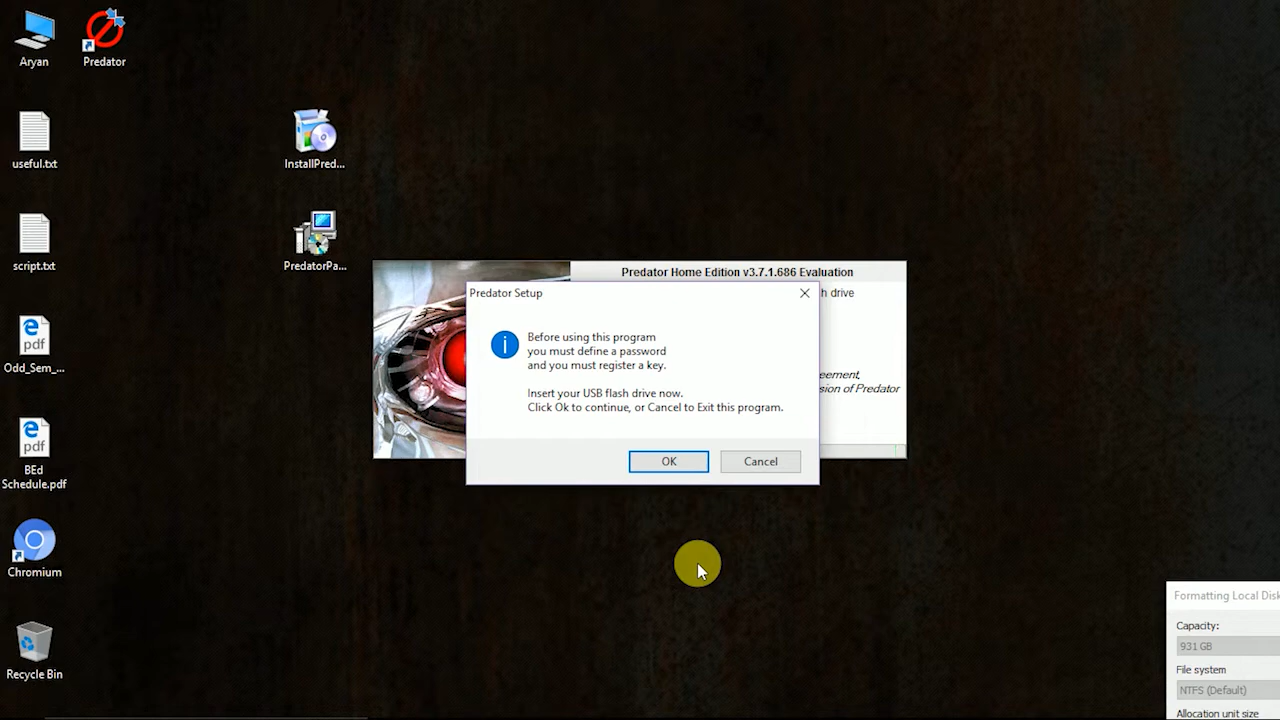 Aryan
Predator
useful.txt
InstallPred...
script.txt
PredatorPa...
Odd_Sem_...
BEd
Schedule.pdf
Chromium
Recycle Bin
Predator Home Edition v3.7.1.686 Evaluation
h drive
eement,
sion of Predator
Predator Setup
Before using this program
you must define a password
and you must register a key.
Insert your USB flash drive now.
Click Ok to continue, or Cancel to Exit this program.
OK
Cancel
Formatting Local Disk
Capacity:
931 GB
File system
NTFS (Default)
Allocation unit size
pdf
pdf